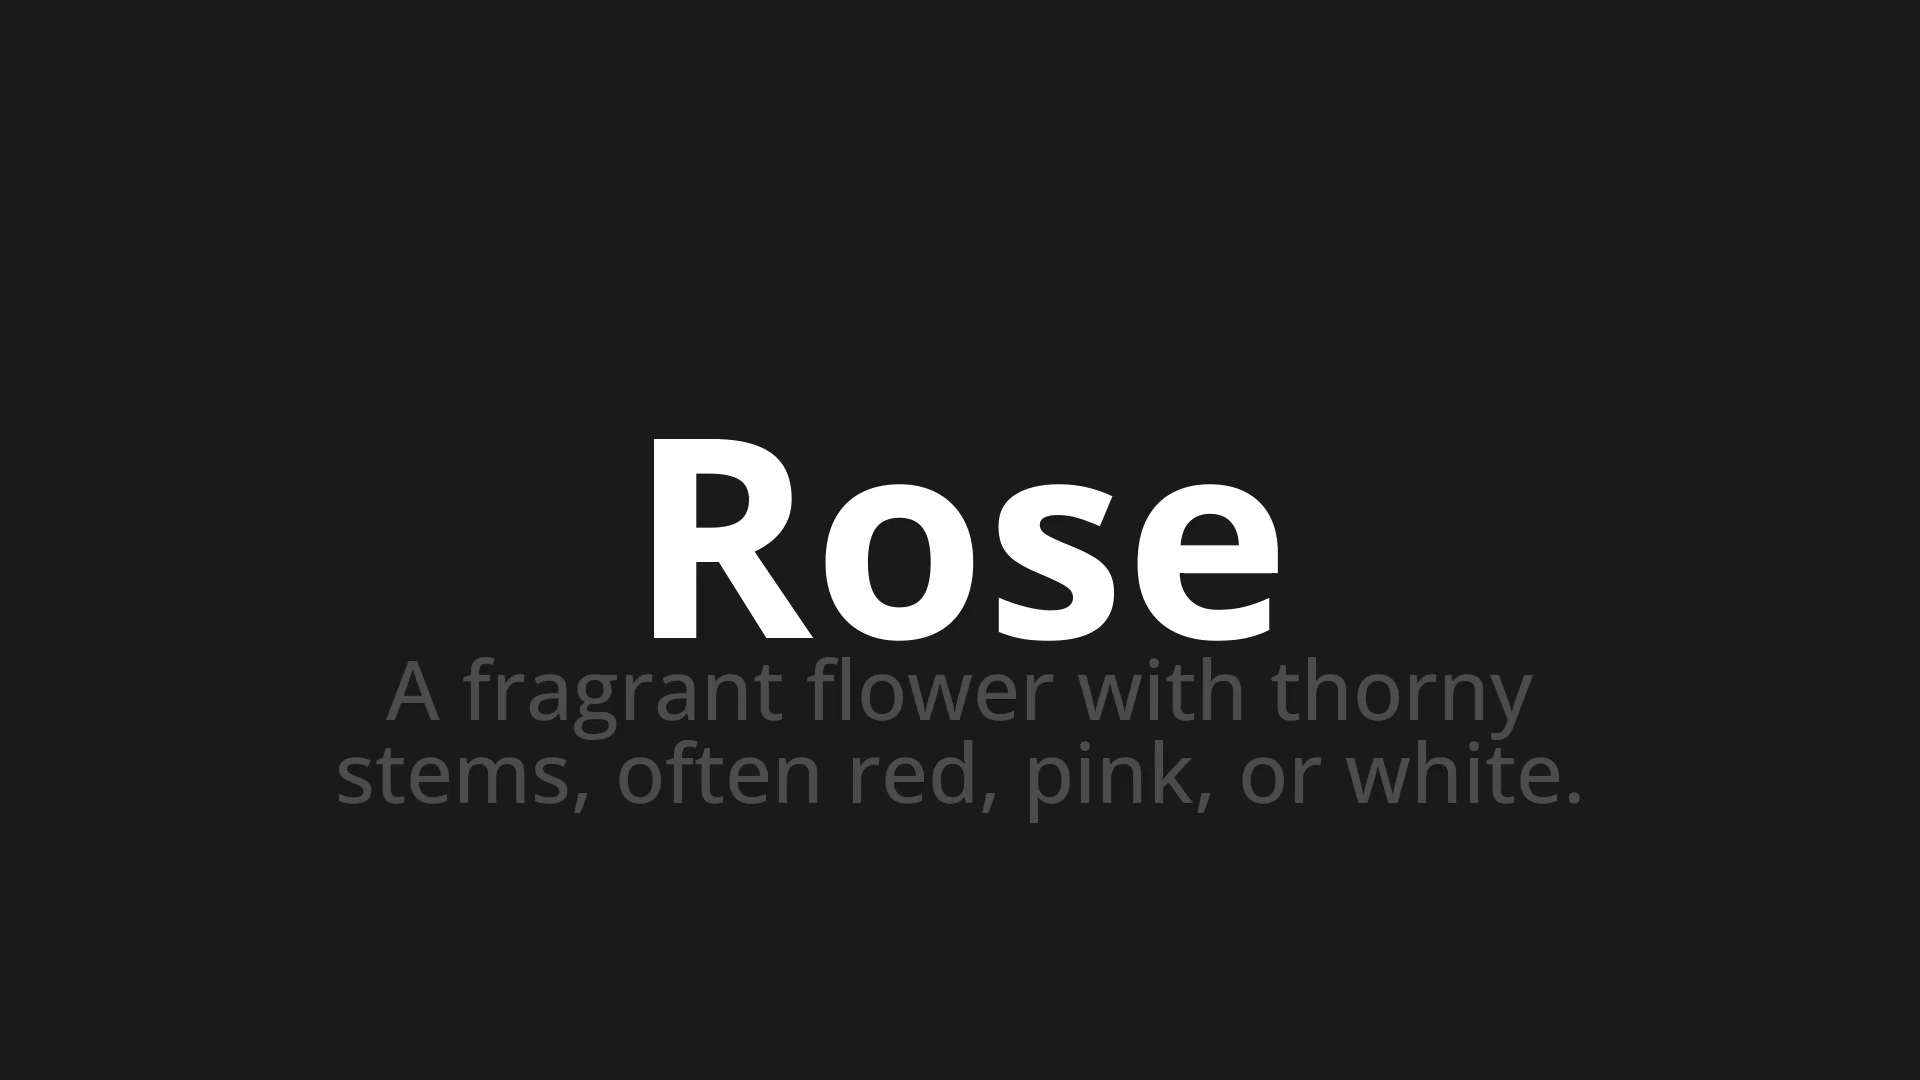 Rose
A fragrant flower with thorny
stems, often red, pink, or white.